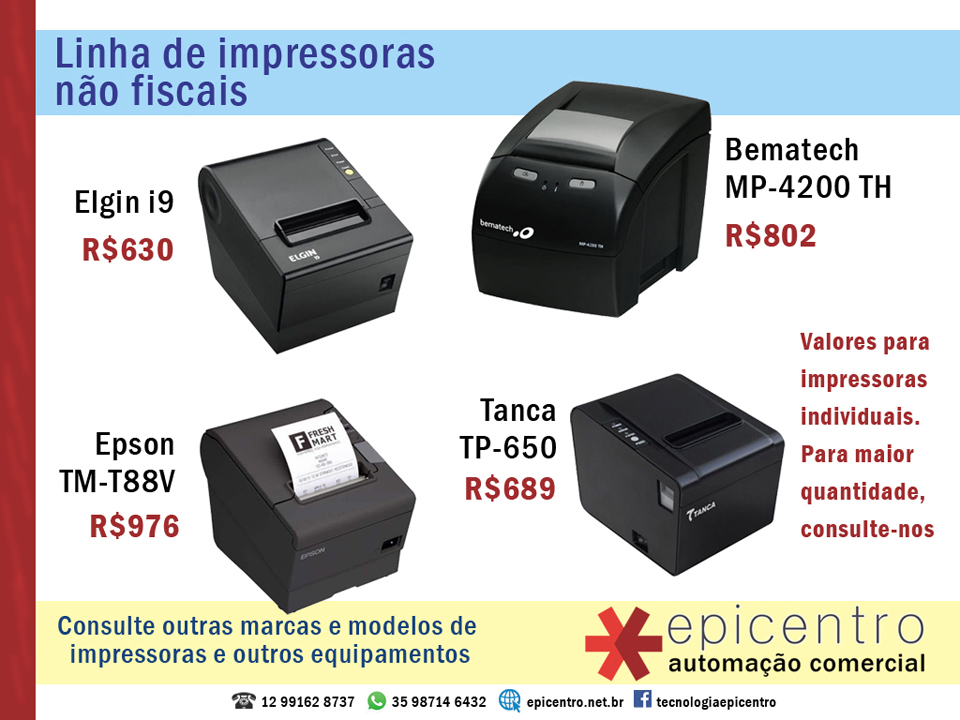 Linha de impressoras
não fiscais
Elgin i9
R$630
ELGIN
i9
Bematech
MP-4200 TH
R$802
bematech
MP-4200 TH
Epson
TM-T88V
R$976
F FRESH
MART
EPSON
Tanca
TP-650
R$689
TANCA
Valores para
impressoras
individuais.
Para maior
quantidade,
consulte-nos
Consulte outras marcas e modelos de
impressoras e outros equipamentos
epicentro
automação comercial
12 99162 8737 35 98714 6432 epicentro.net.br tecnologiaepicentro